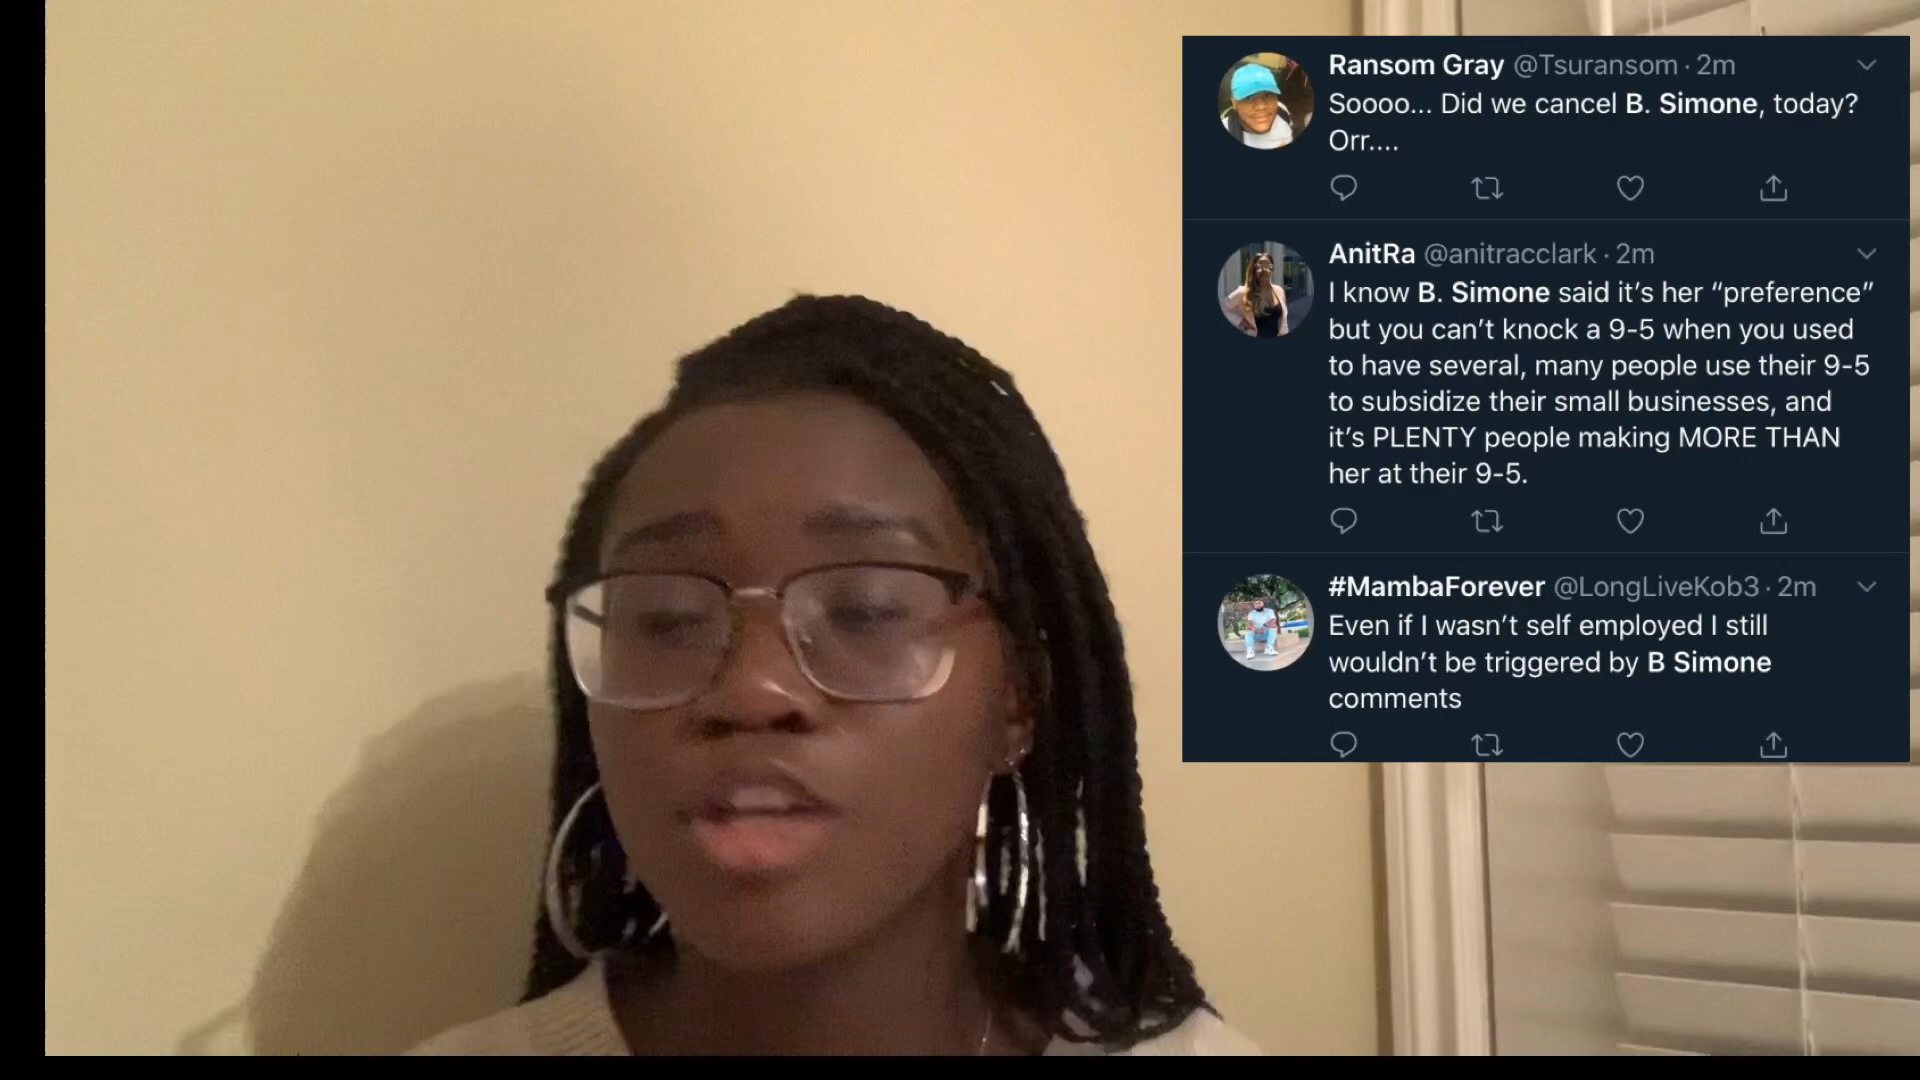 Ransom Gray @Tsuransom · 2m
Soooo... Did we cancel B. Simone, today?
Orr....
AnitRa @anitracclark · 2m
I know B. Simone said it’s her “preference”
but you can’t knock a 9-5 when you used
to have several, many people use their 9-5
to subsidize their small businesses, and
it’s PLENTY people making MORE THAN
her at their 9-5.
#MambaForever @LongLiveKob3 · 2m
Even if I wasn’t self employed I still
wouldn’t be triggered by B Simone
comments